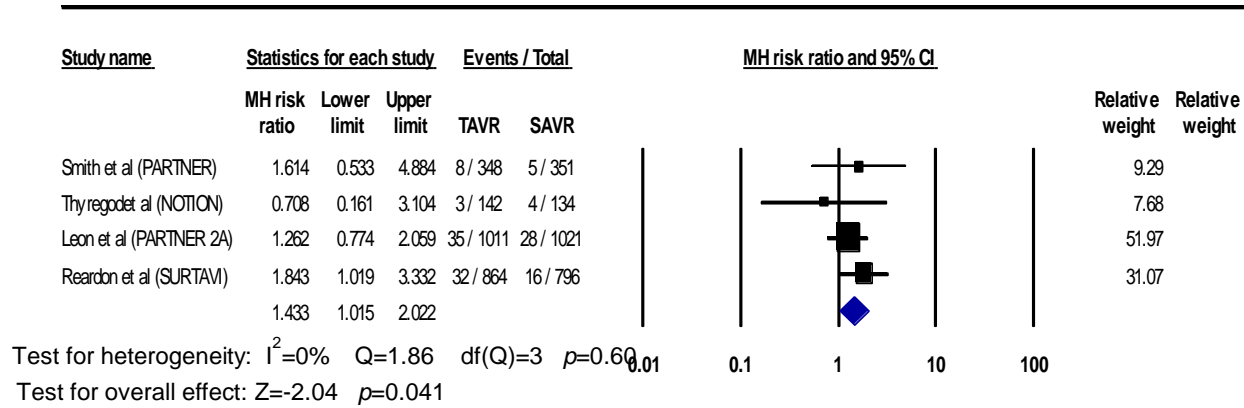 Study name Statistics for each study Events / Total MH risk ratio and 95% CI
MH risk Lower Upper Relative Relative
ratio limit limit TAVR SAVR weight weight
Smith et al (PARTNER) 1.614 0.533 4.884 8 / 348 5 / 351 9.29
Thyregodet al (NOTION) 0.708 0.161 3.104 3 / 142 4 / 134 7.68
Leon et al (PARTNER 2A) 1.262 0.774 2.059 35 / 1011 28 / 1021 51.97
Reardon et al (SURTAVI) 1.843 1.019 3.332 32 / 864 16 / 796 31.07
1.433 1.015 2.022
Test for heterogeneity: I²=0% Q=1.86 df(Q)=3 p=0.60
0.01 0.1 1 10 100
Test for overall effect: Z=-2.04 p=0.041